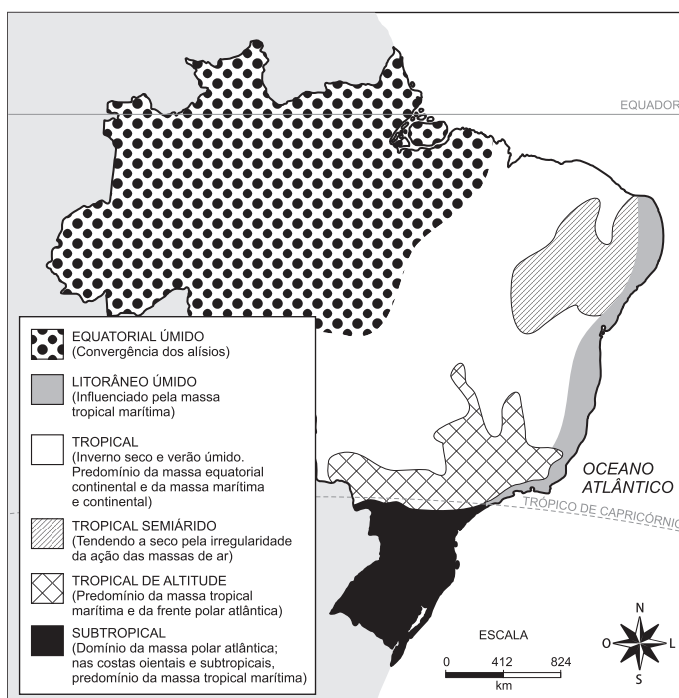 EQUADOR
EQUATORIAL ÚMIDO
(Convergência dos alísios)
LITORÂNEO ÚMIDO
(Influenciado pela massa
tropical marítima)
TROPICAL
(Inverno seco e verão úmido.
Predomínio da massa equatorial
continental e da massa marítima
e continental)
TROPICAL SEMIÁRIDO
(Tendendo a seco pela irregularidade
da ação das massas de ar)
TROPICAL DE ALTITUDE
(Predomínio da massa tropical
marítima e da frente polar atlântica)
SUBTROPICAL
(Domínio da massa polar atlântica;
nas costas oientais e subtropicais,
predomínio da massa tropical marítima)
OCEANO
ATLÂNTICO
TRÓPICO DE CAPRICÓRNIO
ESCALA
0 412 824
km
N
O L
S